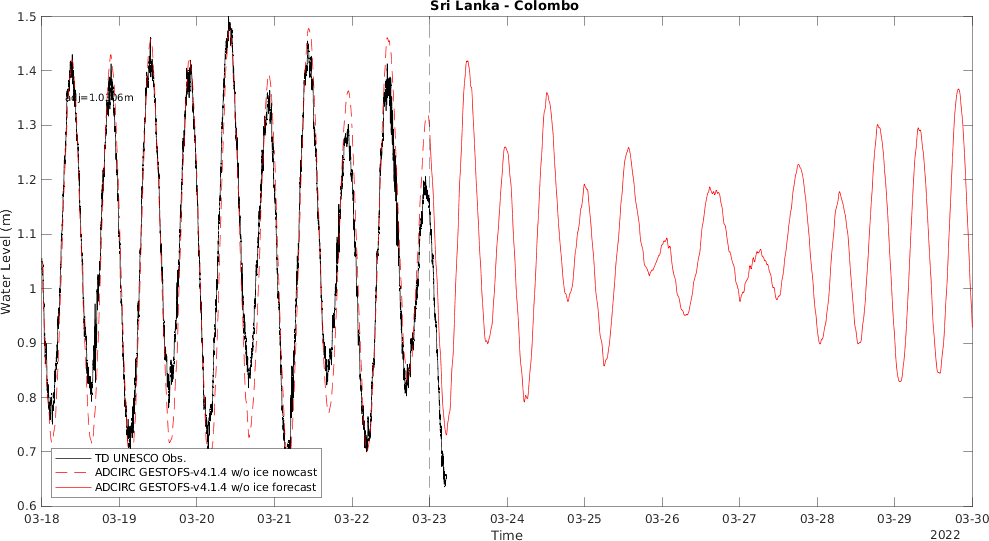 Sri Lanka - Colombo
Water Level (m)
1.5
1.4
1.3
1.2
1.1
1
0.9
0.8
0.7
0.6
TD UNESCO Obs.
ADCIRC GESTOFS-v4.1.4 w/o ice nowcast
ADCIRC GESTOFS-v4.1.4 w/o ice forecast
03-18 03-19 03-20 03-21 03-22 03-23 03-24 03-25 03-26 03-27 03-28 03-29 03-30
Time
2022